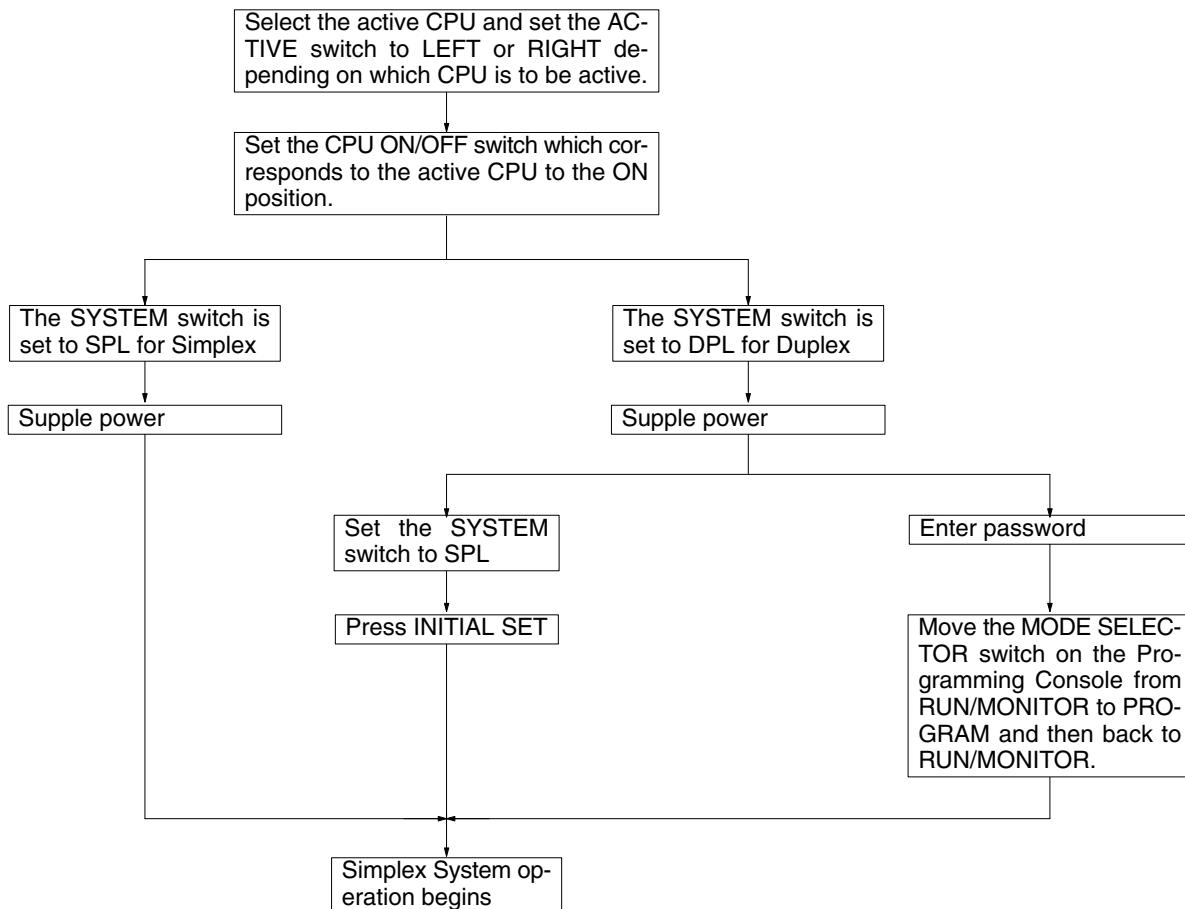 Select the active CPU and set the AC-
TIVE switch to LEFT or RIGHT de-
pending on which CPU is to be active.
Set the CPU ON/OFF switch which cor-
responds to the active CPU to the ON
position.
The SYSTEM switch is
set to SPL for Simplex
The SYSTEM switch is
set to DPL for Duplex
Supple power
Supple power
Set the SYSTEM
switch to SPL
Enter password
Press INITIAL SET
Move the MODE SELEC-
TOR switch on the Pro-
gramming Console from
RUN/MONITOR to PRO-
GRAM and then back to
RUN/MONITOR.
Simplex System op-
eration begins